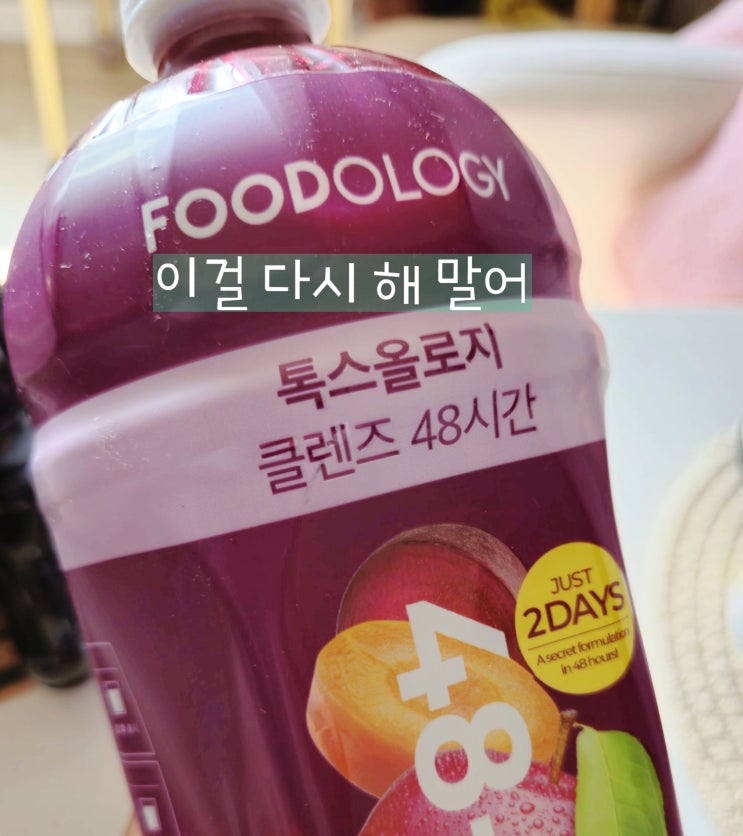 FOODOLOGY
이걸 다시 해 말어
톡스올로지
클렌즈 48시간
JUST
2DAYS
A secret formulation
in 48 hours!
48